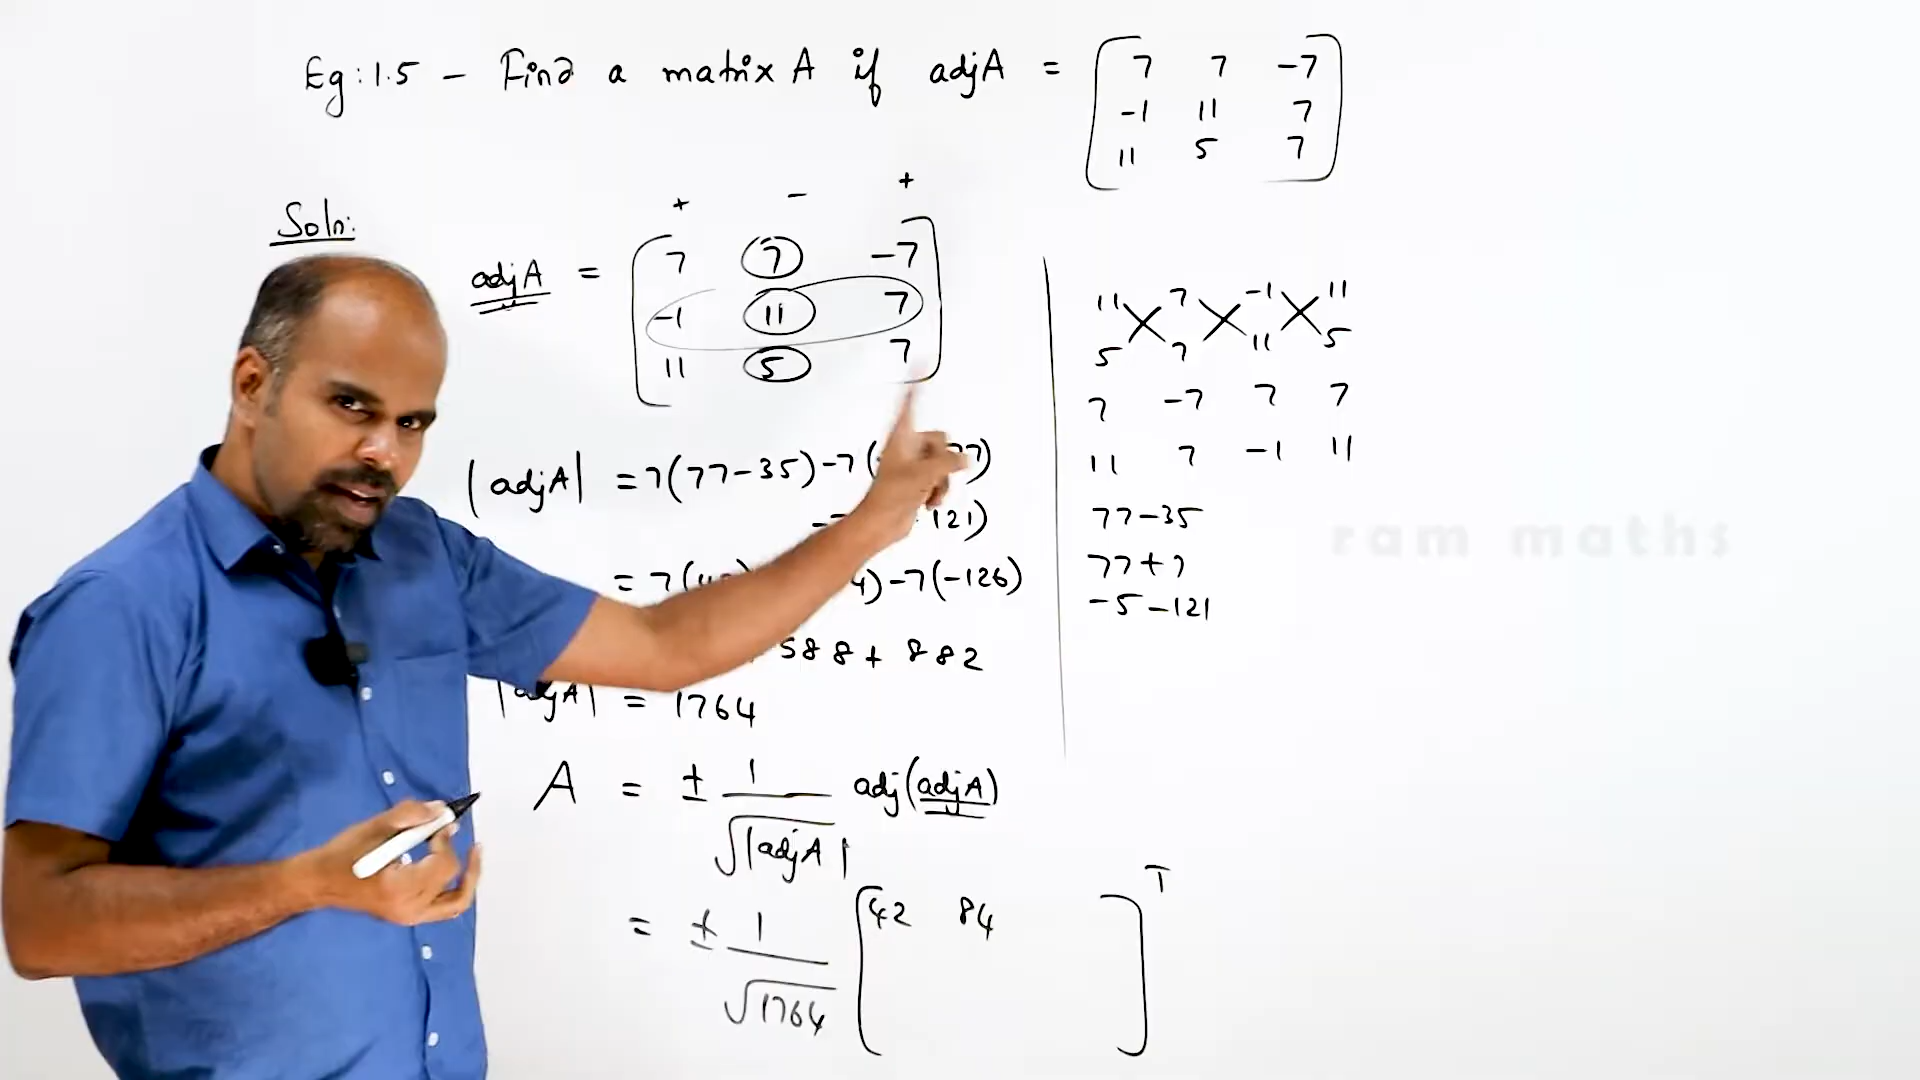 Eg:1.5 - Find a matrix A if adjA = [ 7 7 -7
-1 11 7
11 5 7 ]
Soln:
+ - +
adjA = [ 7 7 -7
-1 11 7
11 5 7 ]
|adjA| = 7(77-35) -7( 77)
121)
= 7(4 4) -7(-126)
588 + 882
|adjA| = 1764
A = ± 1/√|adjA| adj(adjA)
= ± 1/√1764 [ 42 84 ]T
11 7 -1 11
5 7 11 5
7 -7 7 7
11 7 -1 11
77-35
77+7
-5-121
ram maths